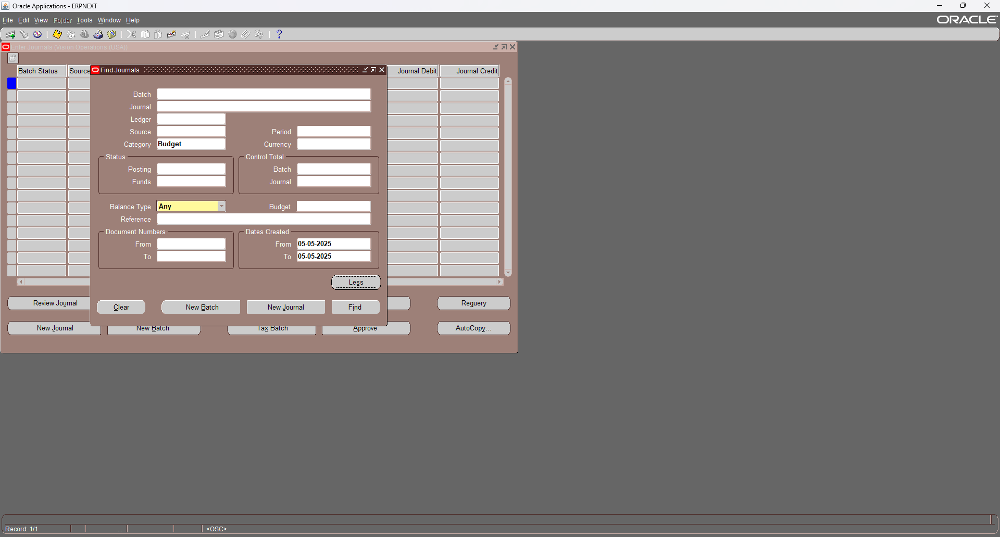 Oracle Applications - ERPNEXT
File Edit View Folder Tools Window Help
ORACLE
Enter Journals (Vision Operations (USA))
Batch Status Source Journal Debit Journal Credit
Find Journals
Batch
Journal
Ledger
Source Period
Category Budget Currency
Status Control Total
Posting Batch
Funds Journal
Balance Type Any Budget
Reference
Document Numbers Dates Created
From From 05-05-2025
To To 05-05-2025
Less
Clear New Batch New Journal Find
Review Journal Requery
New Journal New Batch Tax Batch Approve AutoCopy...
Record: 1/1 ... <OSC>